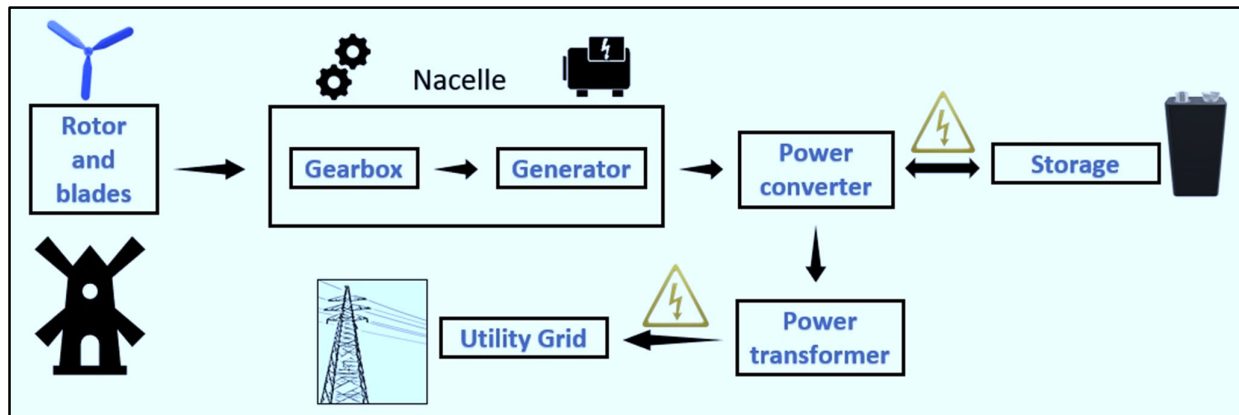 Nacelle
Rotor
and
blades
Gearbox
Generator
Power
converter
Storage
Utility Grid
Power
transformer